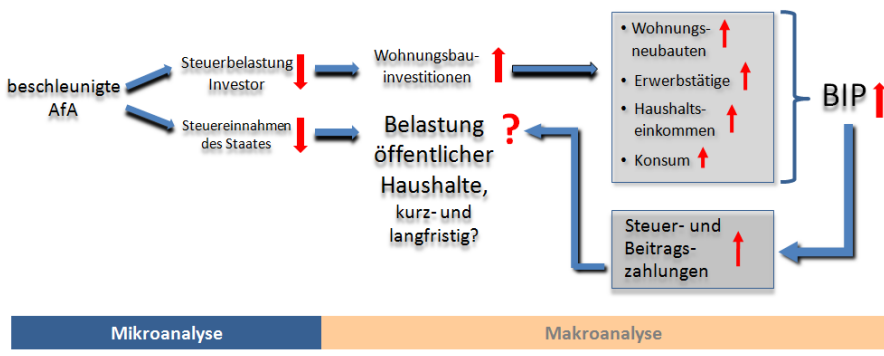 beschleunigte
AfA
Steuerbelastung
Investor
Steuereinnahmen
des Staates
Wohnungsbau-
investitionen
Belastung
öffentlicher
Haushalte,
kurz- und
langfristig?
?
• Wohnungs-
neubauten
• Erwerbstätige
• Haushalts-
einkommen
• Konsum
BIP
Steuer- und
Beitrags-
zahlungen
Mikroanalyse
Makroanalyse